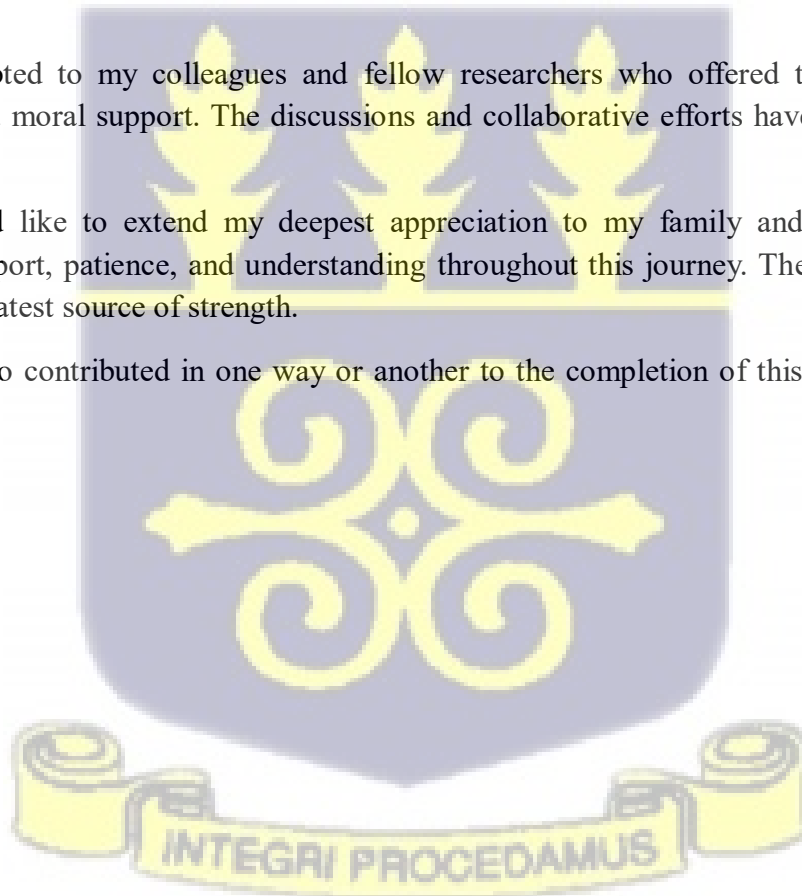 oted to my colleagues and fellow researchers who offered t
moral support. The discussions and collaborative efforts have
like to extend my deepest appreciation to my family and
port, patience, and understanding throughout this journey. The
atest source of strength.
o contributed in one way or another to the completion of this
INTEGRI PROCEDAMUS